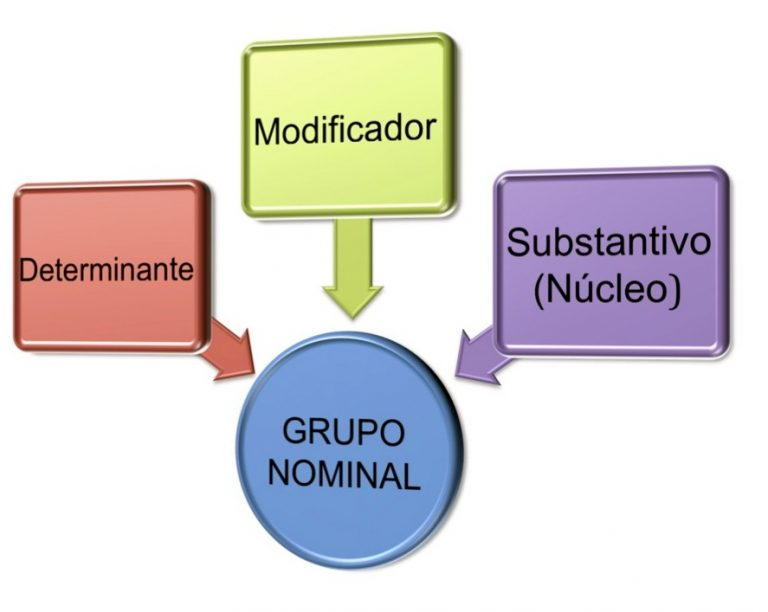 Modificador
Determinante
Substantivo
(Núcleo)
GRUPO
NOMINAL